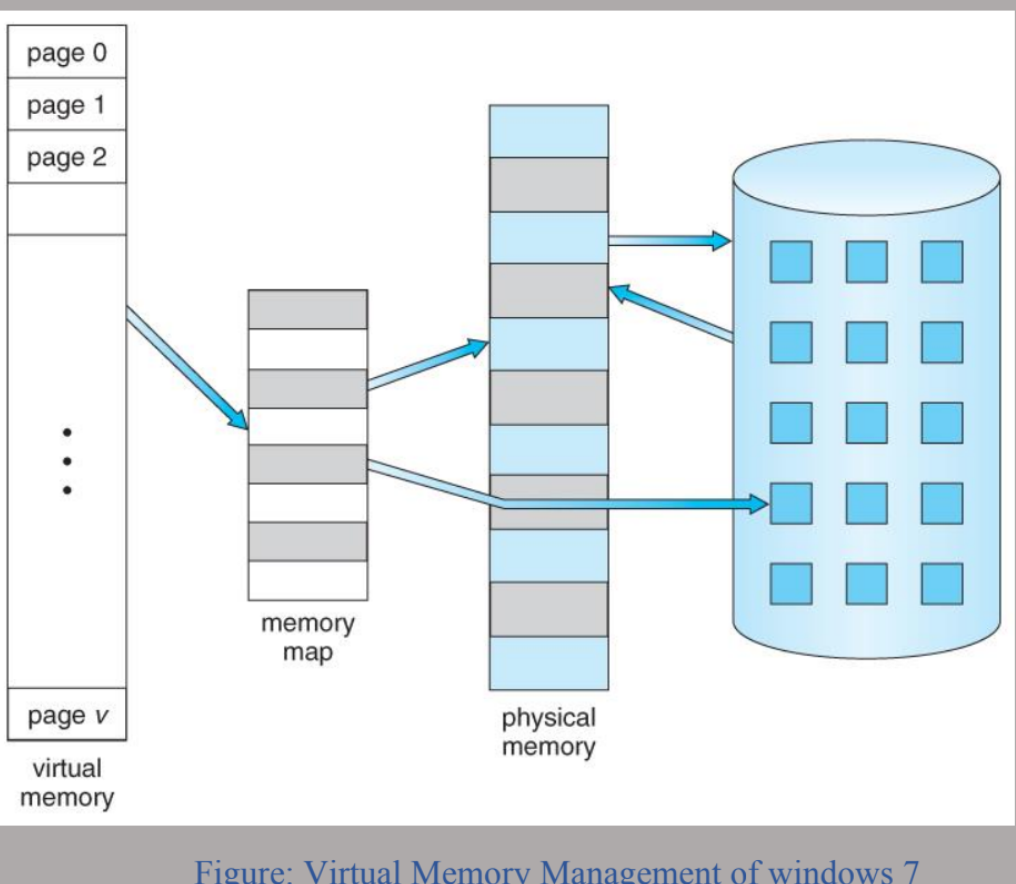 page 0
page 1
page 2
page v
virtual
memory
memory
map
physical
memory
Figure: Virtual Memory Management of windows 7